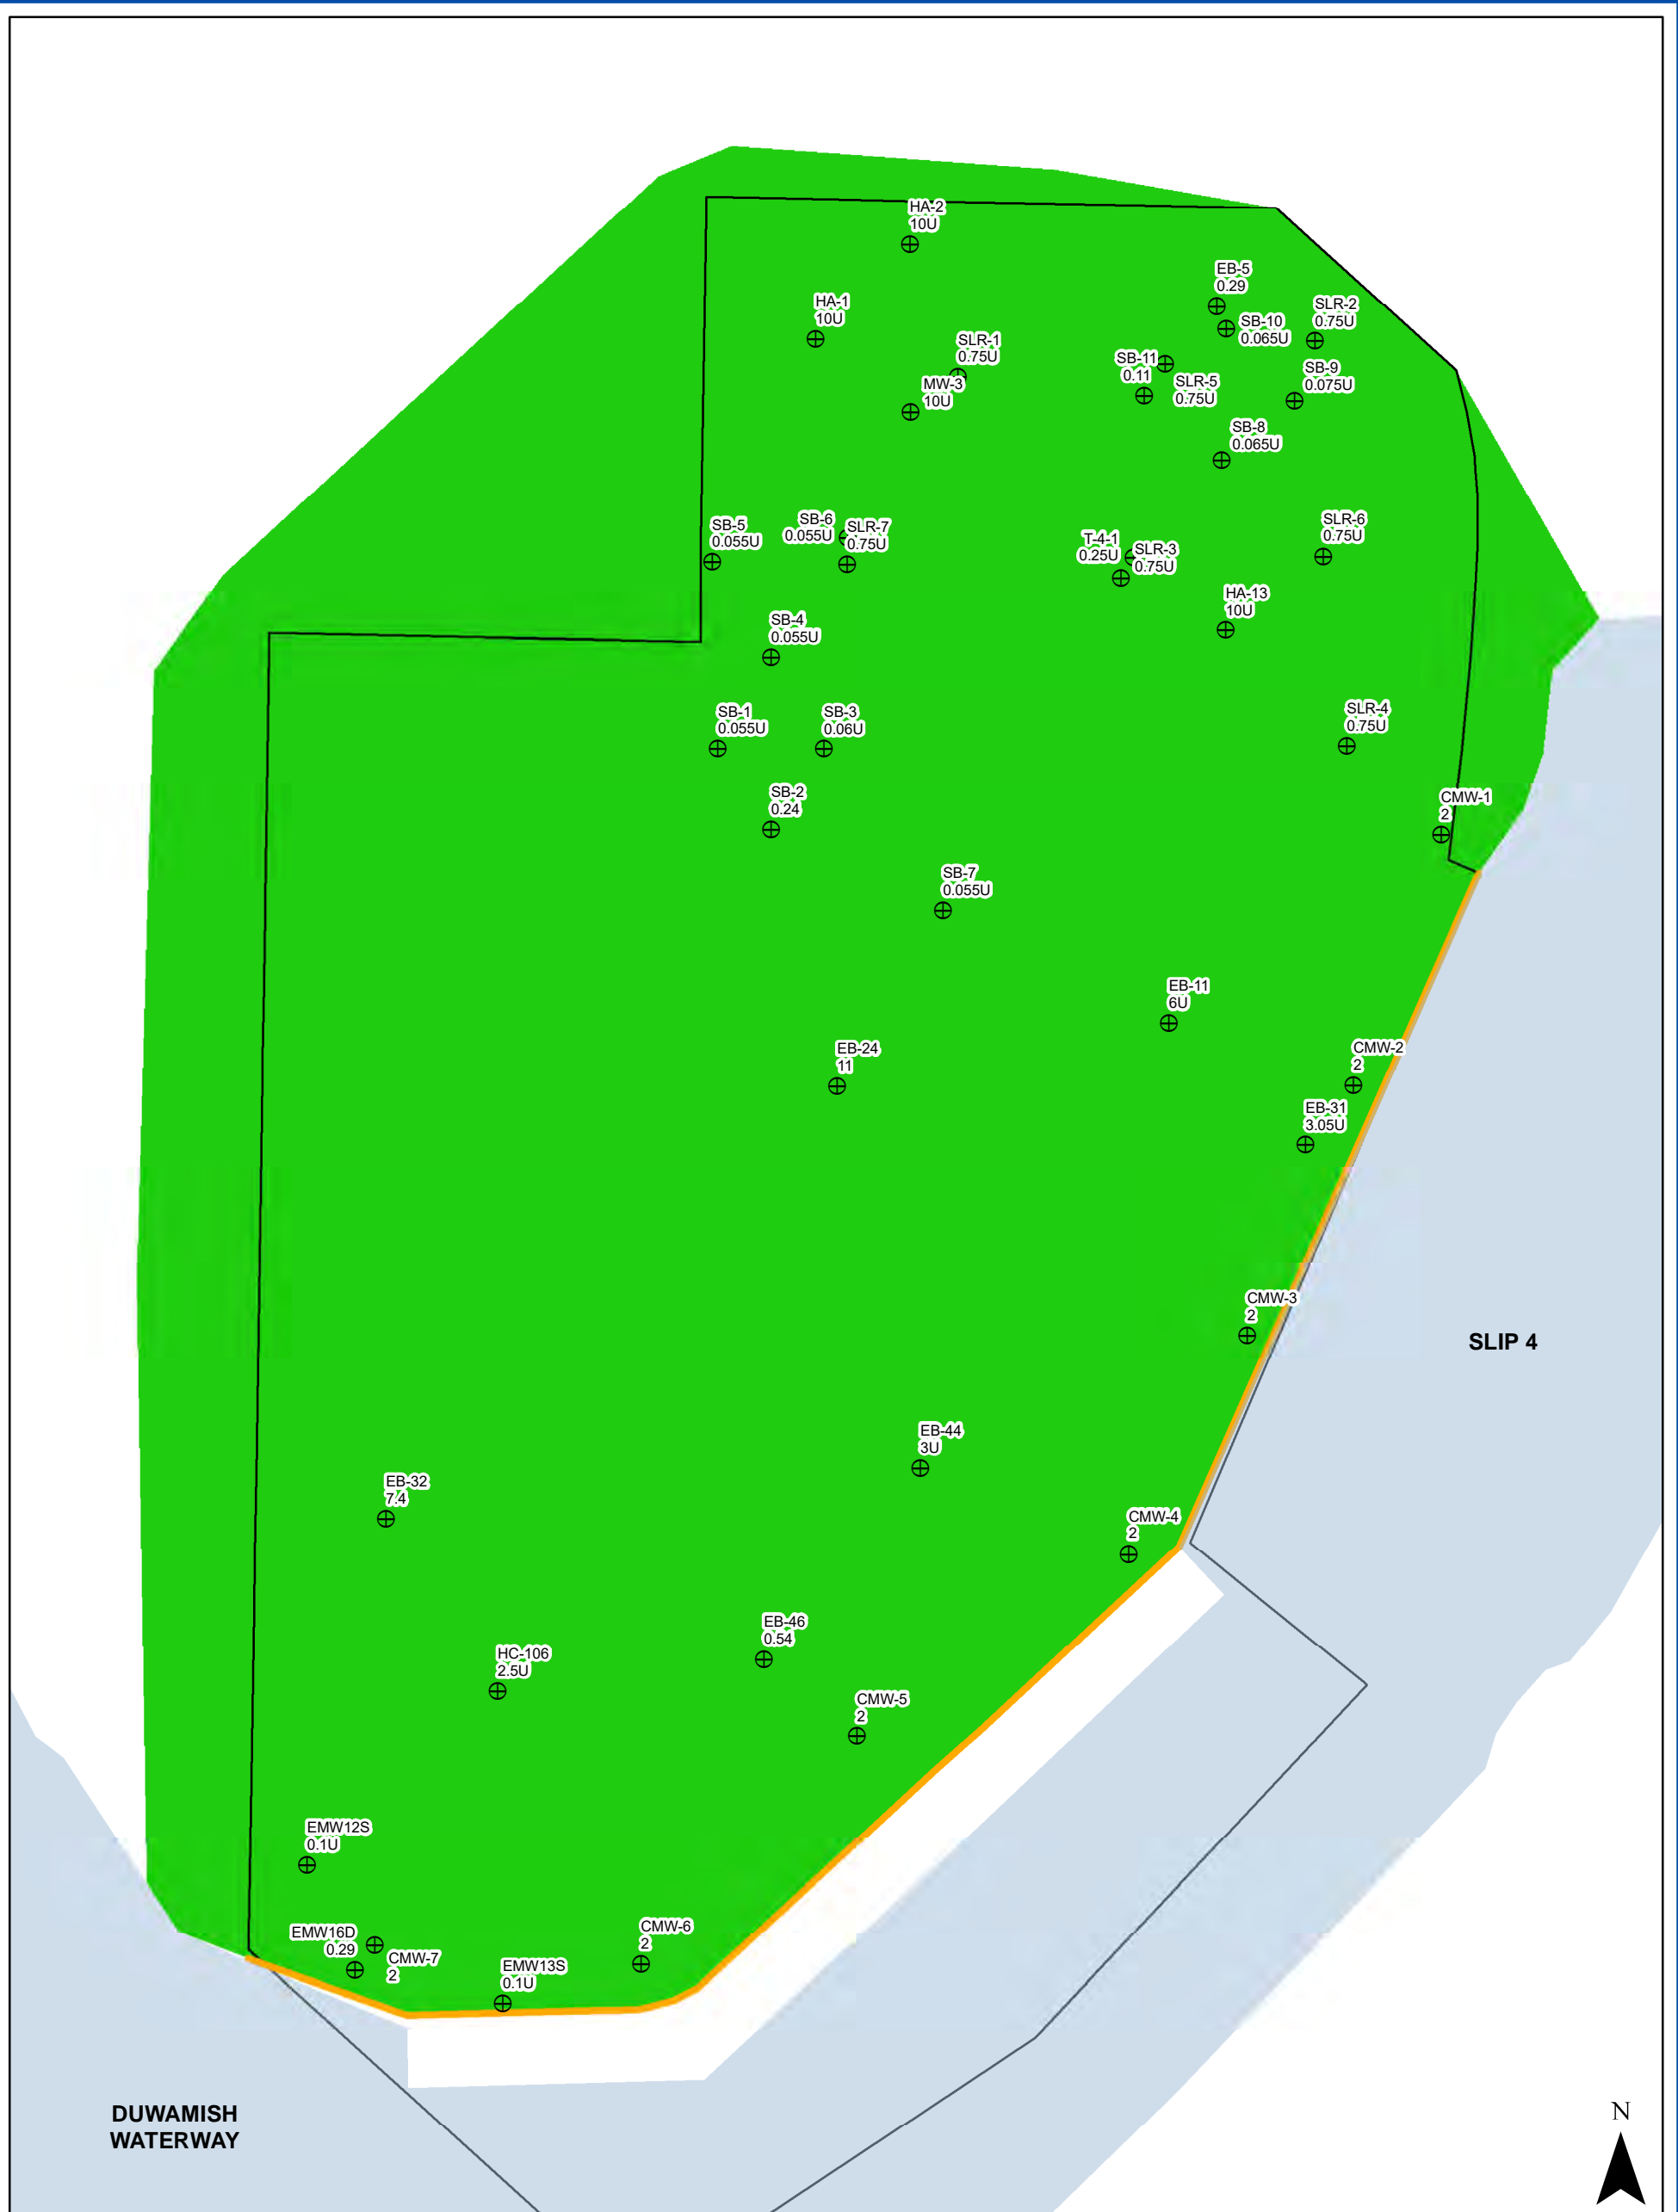 HA-2
10U
EB-5
0.29
HA-1
10U
SLR-2
0.75U
SB-10
0.065U
SLR-1
0.75U
SB-11
0.11
SB-9
0.075U
SLR-5
0.75U
MW-3
10U
SB-8
0.065U
SB-5
0.055U
SB-6
0.055U
SLR-7
0.75U
T-4-1
0.25U
SLR-3
0.75U
SLR-6
0.75U
HA-13
10U
SB-4
0.055U
SB-1
0.055U
SB-3
0.06U
SLR-4
0.75U
SB-2
0.24
CMW-1
2
SB-7
0.055U
EB-11
6U
EB-24
11
CMW-2
2
EB-31
3.05U
CMW-3
2
SLIP 4
EB-44
3U
EB-32
7.4
CMW-4
2
EB-46
0.54
HC-106
2.5U
CMW-5
2
EMW12S
0.1U
EMW16D
0.29
CMW-7
2
CMW-6
2
EMW13S
0.1U
DUWAMISH
WATERWAY
N